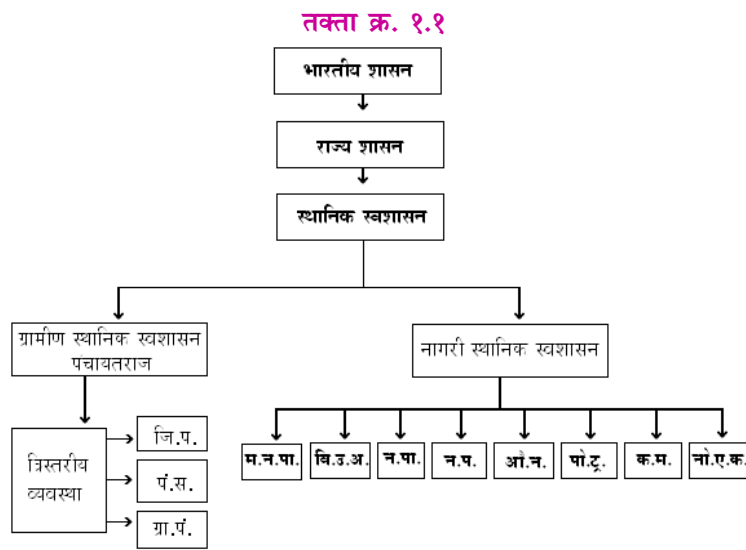 तक्ता क्र. १.१
भारतीय शासन
राज्य शासन
स्थानिक स्वशासन
ग्रामीण स्थानिक स्वशासन
पंचायतराज
नागरी स्थानिक स्वशासन
त्रिस्तरीय
व्यवस्था
जि.प.
पं.स.
ग्रा.पं.
म.न.पा.
वि.उ.अ.
न.पा.
न.प.
औ.न.
पो.ट्र.
क.म.
नो.ए.क.